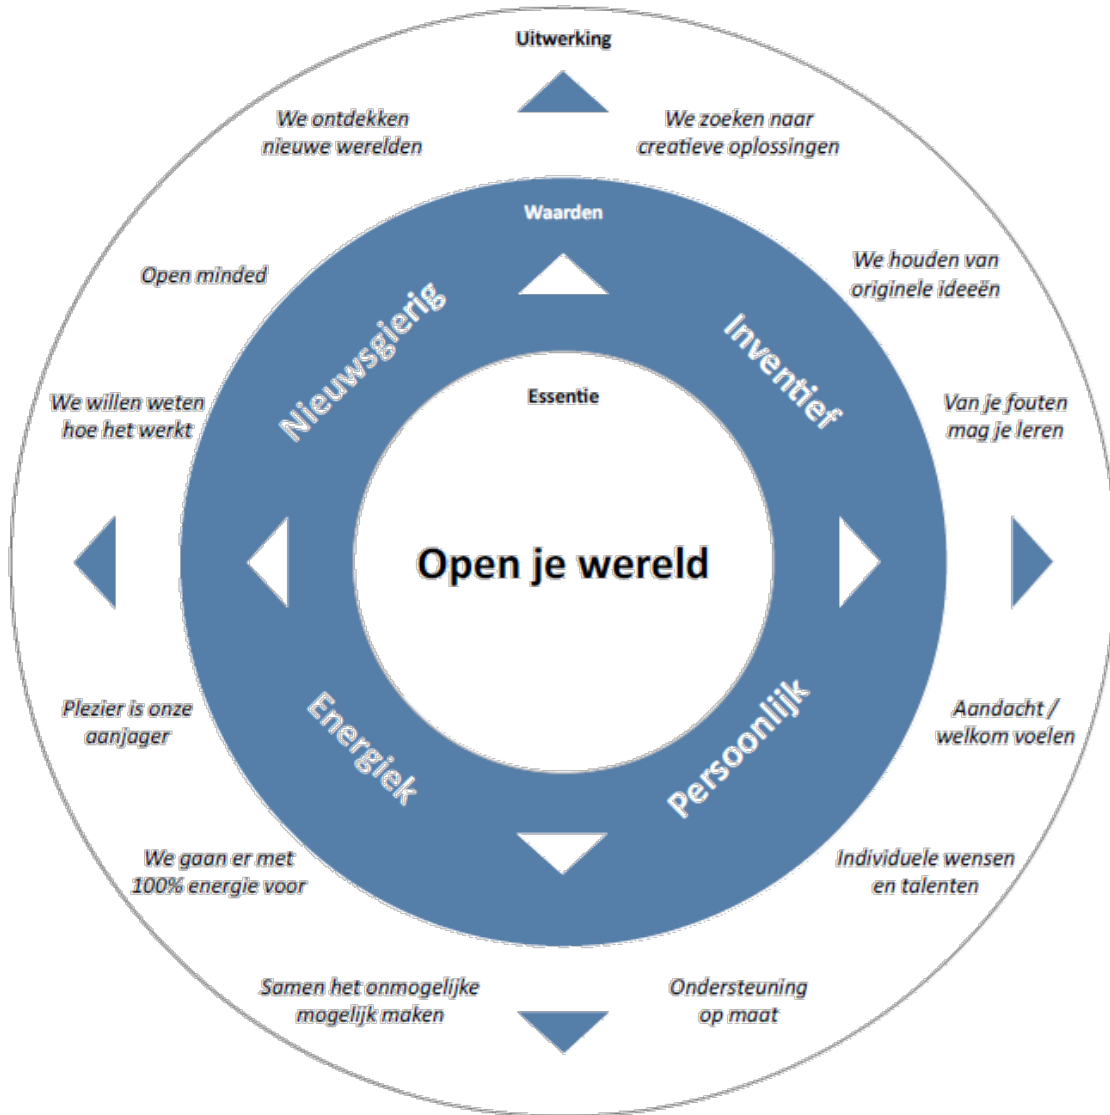 Uitwerking
We ontdekken
nieuwe werelden
We zoeken naar
creatieve oplossingen
Waarden
Open minded
We houden van
originele ideeën
Nieuwsgierig
Inventief
Essentie
We willen weten
hoe het werkt
Van je fouten
mag je leren
Open je wereld
Plezier is onze
aanjager
Energiek
Persoonlijk
Aandacht /
welkom voelen
We gaan er met
100% energie voor
Individuele wensen
en talenten
Samen het onmogelijke
mogelijk maken
Ondersteuning
op maat